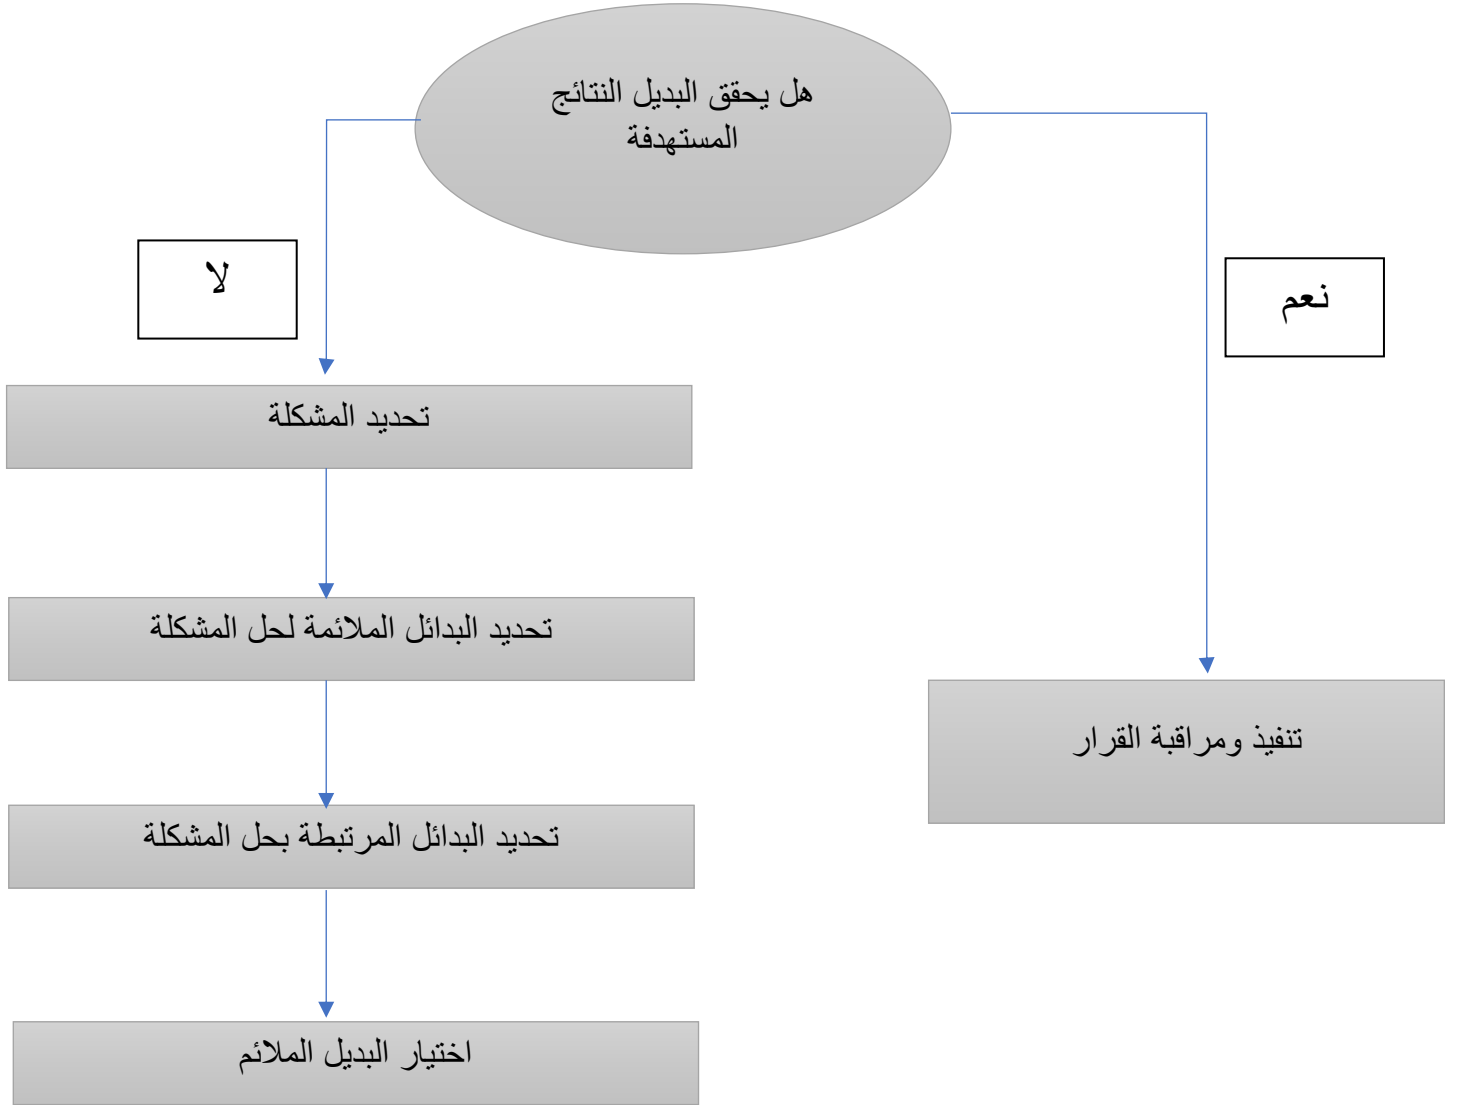 هل يحقق البديل النتائج
المستهدفة
نعم
لا
تحديد المشكلة
تحديد البدائل الملائمة لحل المشكلة
تنفيذ ومراقبة القرار
تحديد البدائل المرتبطة بحل المشكلة
اختيار البديل الملائم